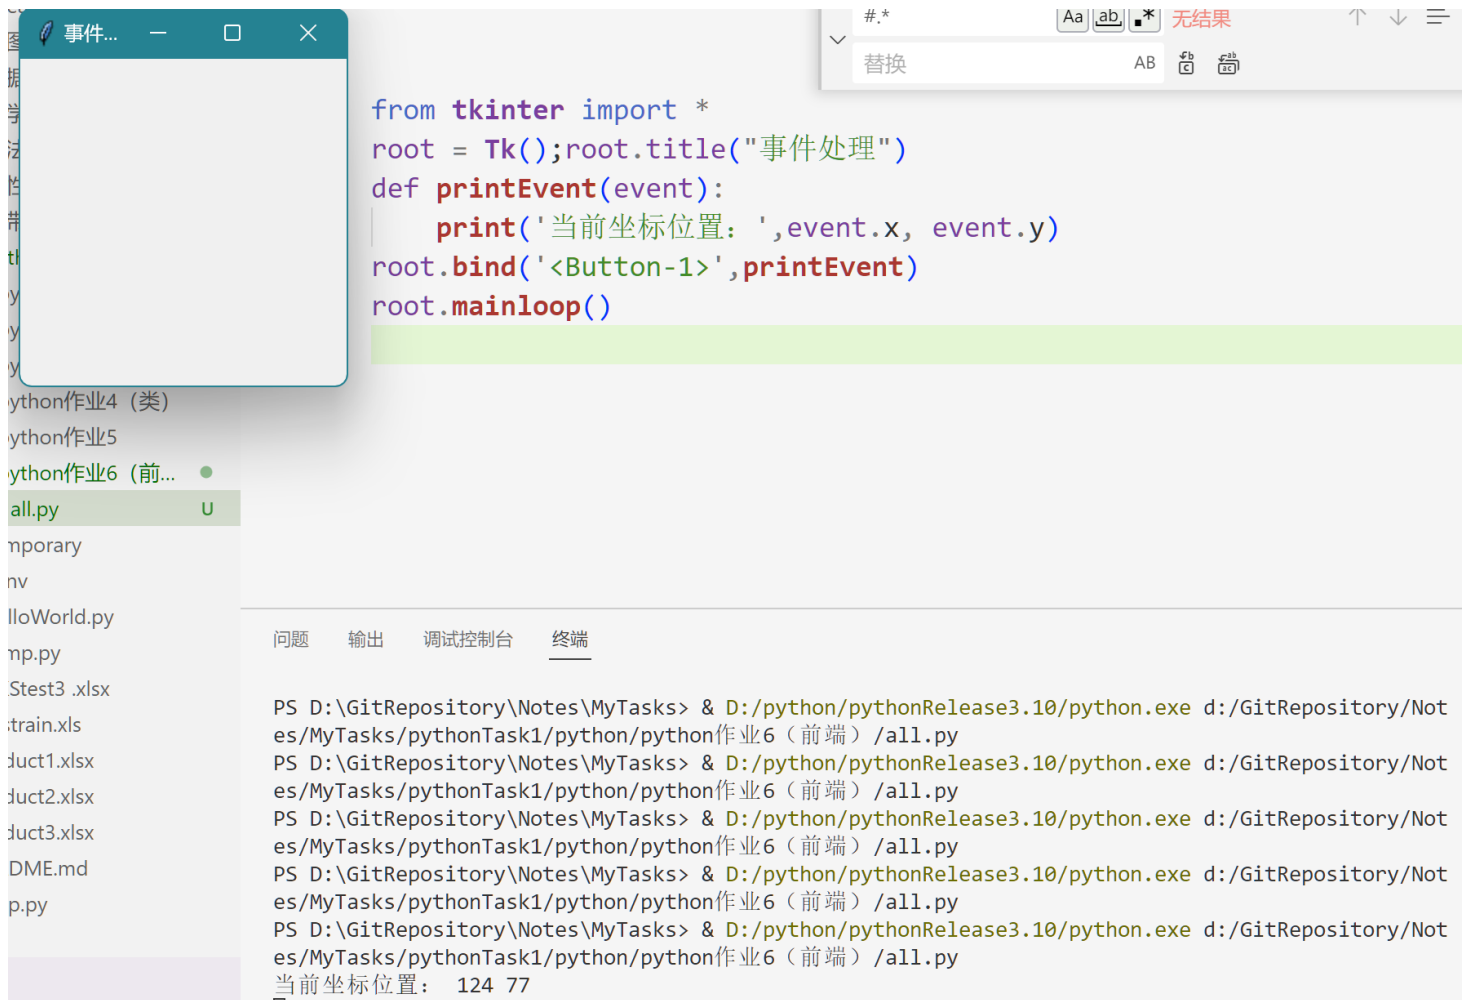 事件...
#.*
Aa
ab
无结果
替换
AB
from tkinter import *
root = Tk();root.title("事件处理")
def printEvent(event):
print('当前坐标位置：',event.x, event.y)
root.bind('<Button-1>',printEvent)
root.mainloop()
ython作业4（类）
ython作业5
ython作业6（前...
all.py U
mporary
nv
lloWorld.py
mp.py
Stest3 .xlsx
strain.xls
duct1.xlsx
duct2.xlsx
duct3.xlsx
DME.md
p.py
问题 输出 调试控制台 终端
PS D:\GitRepository\Notes\MyTasks> & D:/python/pythonRelease3.10/python.exe d:/GitRepository/Not
es/MyTasks/pythonTask1/python/python作业6（前端）/all.py
PS D:\GitRepository\Notes\MyTasks> & D:/python/pythonRelease3.10/python.exe d:/GitRepository/Not
es/MyTasks/pythonTask1/python/python作业6（前端）/all.py
PS D:\GitRepository\Notes\MyTasks> & D:/python/pythonRelease3.10/python.exe d:/GitRepository/Not
es/MyTasks/pythonTask1/python/python作业6（前端）/all.py
PS D:\GitRepository\Notes\MyTasks> & D:/python/pythonRelease3.10/python.exe d:/GitRepository/Not
es/MyTasks/pythonTask1/python/python作业6（前端）/all.py
PS D:\GitRepository\Notes\MyTasks> & D:/python/pythonRelease3.10/python.exe d:/GitRepository/Not
es/MyTasks/pythonTask1/python/python作业6（前端）/all.py
当前坐标位置： 124 77